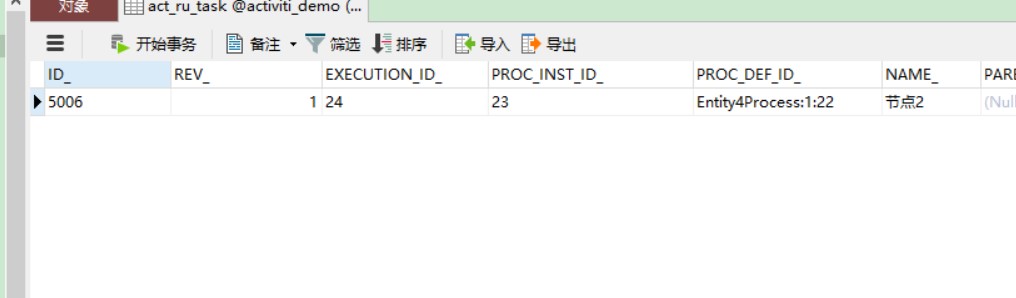 对象 act_ru_task @activiti_demo (...
开始事务 备注 筛选 排序 导入 导出
ID_ REV_ EXECUTION_ID_ PROC_INST_ID_ PROC_DEF_ID_ NAME_ PARE
5006 1 24 23 Entity4Process:1:22 节点2 (Null